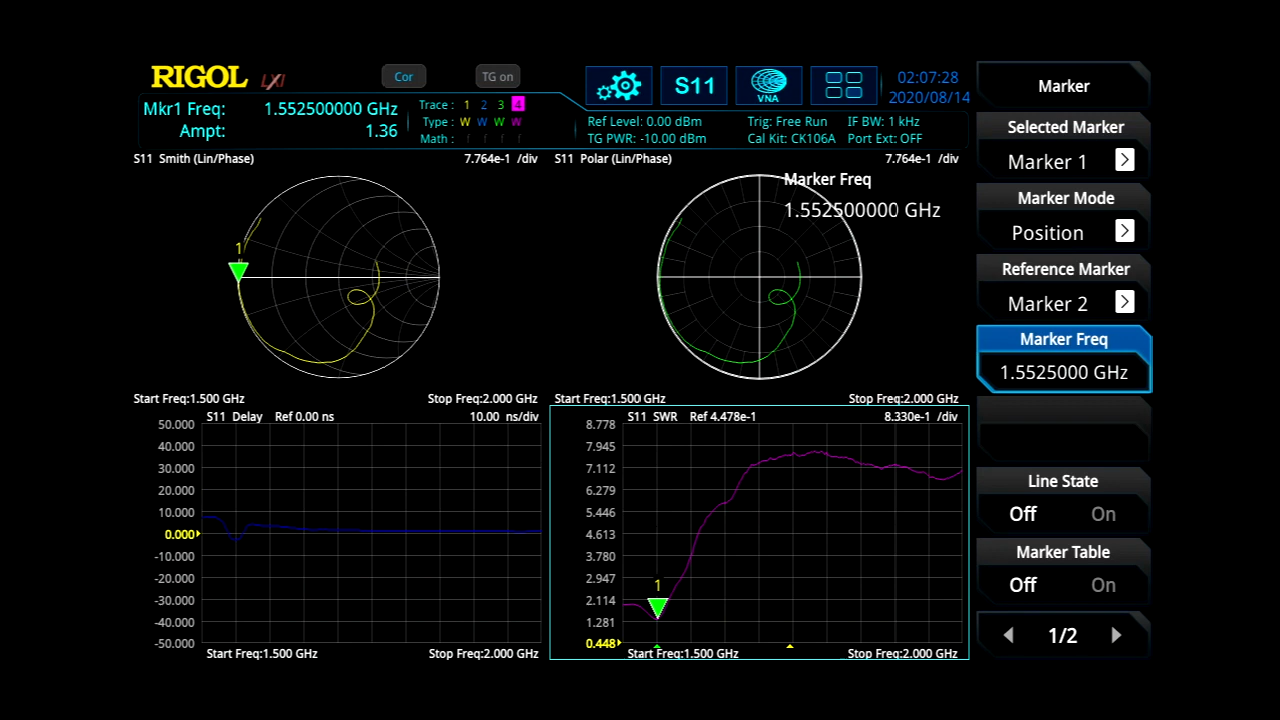 RIGOL LXI Cor TG on S11 VNA 02:07:28
2020/08/14
Mkr1 Freq: 1.552500000 GHz
Ampt: 1.36
Trace : 1 2 3 4
Type : W W W W
Math : f f f f
Ref Level: 0.00 dBm Trig: Free Run IF BW: 1 kHz
TG PWR: -10.00 dBm Cal Kit: CK106A Port Ext: OFF
S11 Smith (Lin/Phase) 7.764e-1 /div
1
Start Freq:1.500 GHz Stop Freq:2.000 GHz
S11 Polar (Lin/Phase) 7.764e-1 /div
Marker Freq
1.552500000 GHz
Start Freq:1.500 GHz Stop Freq:2.000 GHz
S11 Delay Ref 0.00 ns 10.00 ns/div
50.000
40.000
30.000
20.000
10.000
0.000
-10.000
-20.000
-30.000
-40.000
-50.000
Start Freq:1.500 GHz Stop Freq:2.000 GHz
S11 SWR Ref 4.478e-1 8.330e-1 /div
8.778
7.945
7.112
6.279
5.446
4.613
3.780
2.947
2.114
1.281
0.448
1
Start Freq:1.500 GHz Stop Freq:2.000 GHz
Marker
Selected Marker
Marker 1 >
Marker Mode
Position >
Reference Marker
Marker 2 >
Marker Freq
1.5525000 GHz
Line State
Off On
Marker Table
Off On
1/2